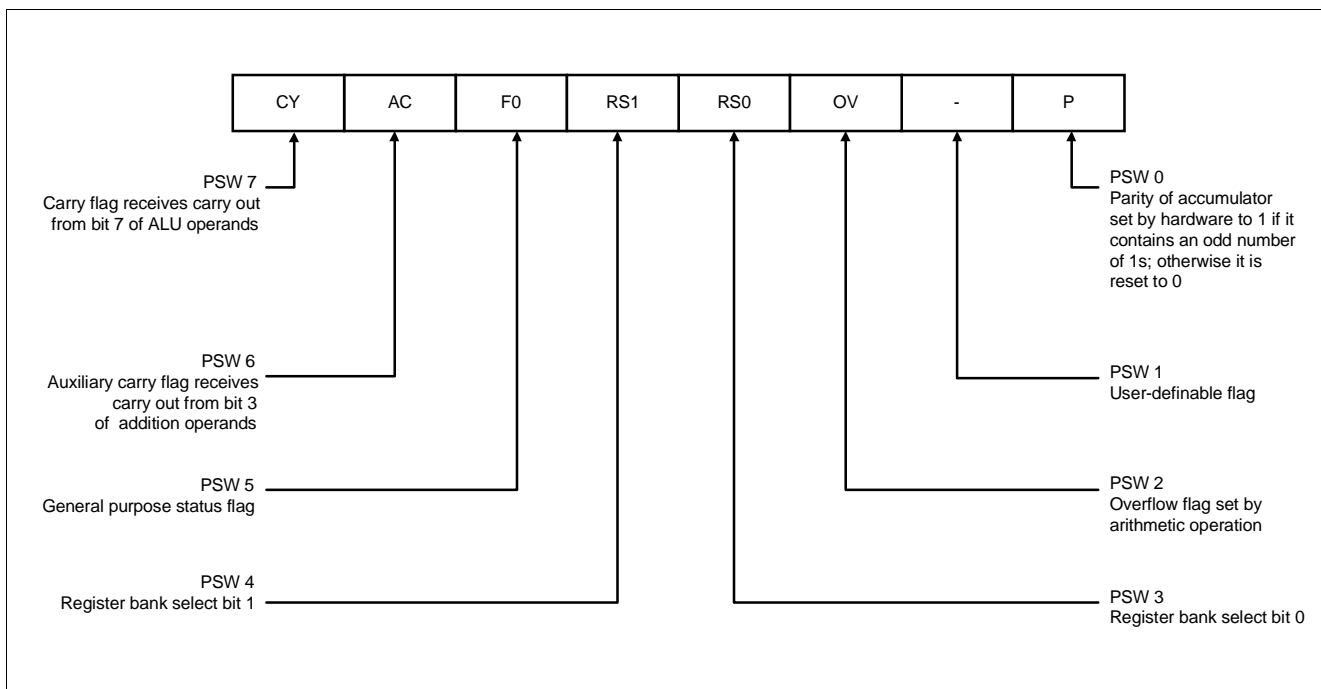 CY AC F0 RS1 RS0 OV - P
PSW 7
Carry flag receives carry out
from bit 7 of ALU operands
PSW 6
Auxiliary carry flag receives
carry out from bit 3
of addition operands
PSW 5
General purpose status flag
PSW 4
Register bank select bit 1
PSW 0
Parity of accumulator
set by hardware to 1 if it
contains an odd number
of 1s; otherwise it is
reset to 0
PSW 1
User-definable flag
PSW 2
Overflow flag set by
arithmetic operation
PSW 3
Register bank select bit 0